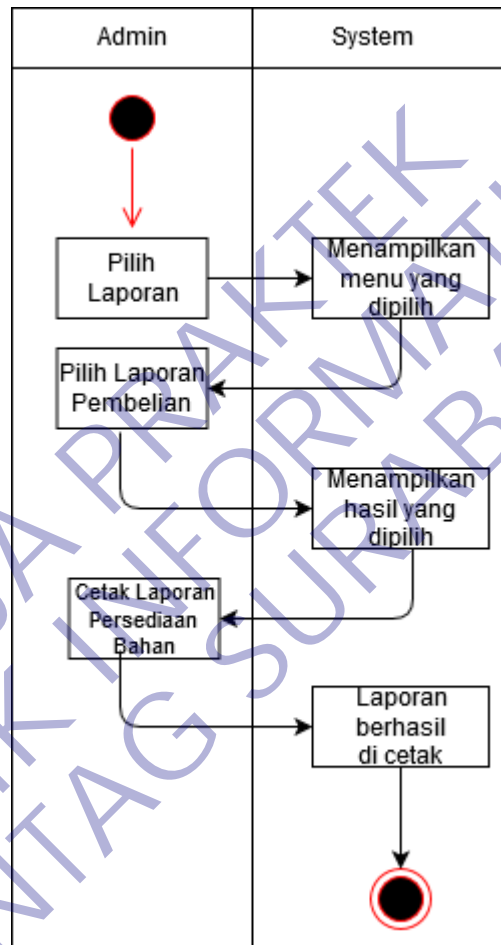 Admin
System
Pilih
Laporan
Menampilkan
menu yang
dipilih
Pilih Laporan
Pembelian
Menampilkan
hasil yang
dipilih
Cetak Laporan
Persediaan
Bahan
Laporan
berhasil
di cetak
PRAKTEK